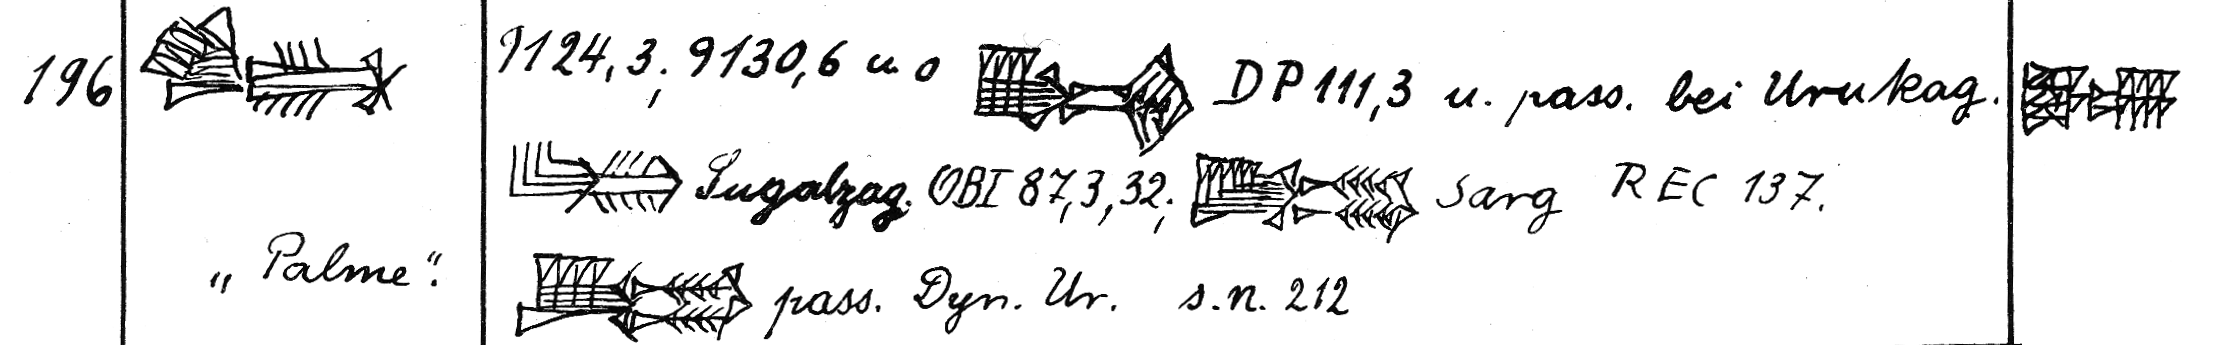 196 9124,3; 9130,6 u. o DP 111,3 u. pass. bei Urukag.
Lugalzag. OBI 87,3,32; Sarg REC 137.
„Palme“. pass. Dyn. Ur. s.n. 212